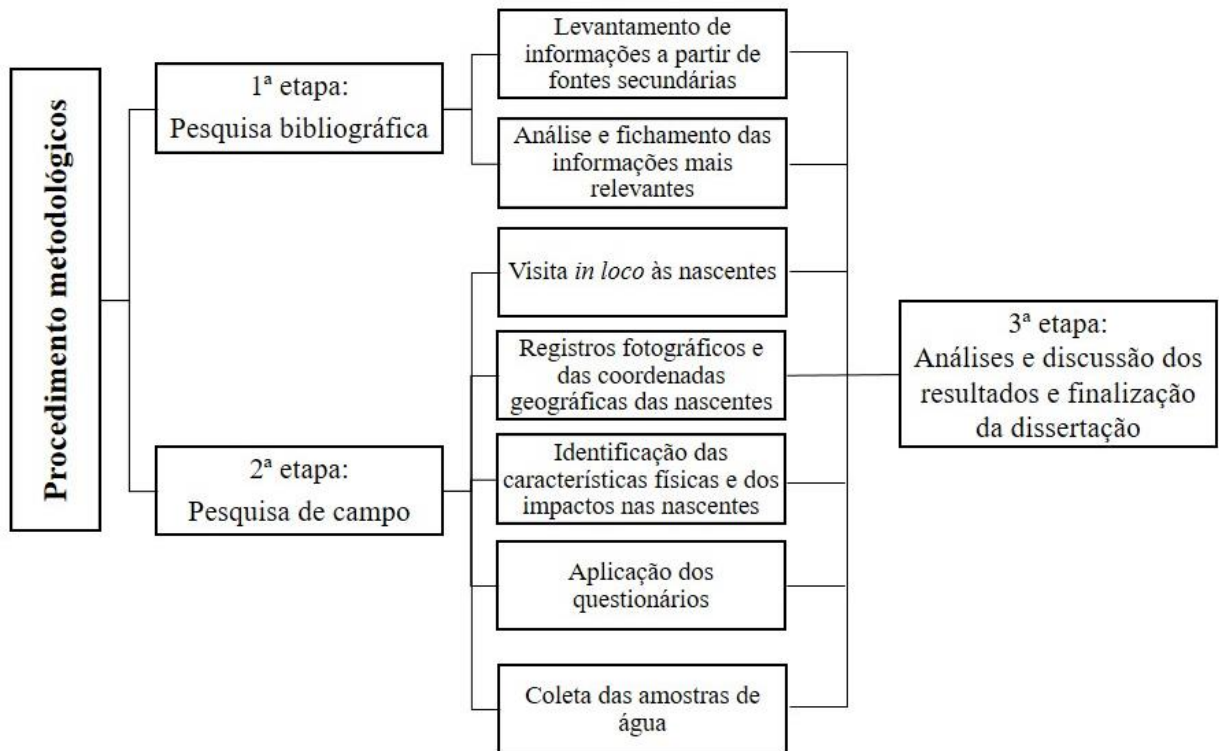 Procedimento metodológicos
1ª etapa:
Pesquisa bibliográfica
Levantamento de
informações a partir de
fontes secundárias
Análise e fichamento das
informações mais
relevantes
2ª etapa:
Pesquisa de campo
Visita in loco às nascentes
Registros fotográficos e
das coordenadas
geográficas das nascentes
Identificação das
características físicas e dos
impactos nas nascentes
Aplicação dos
questionários
Coleta das amostras de
água
3ª etapa:
Análises e discussão dos
resultados e finalização
da dissertação